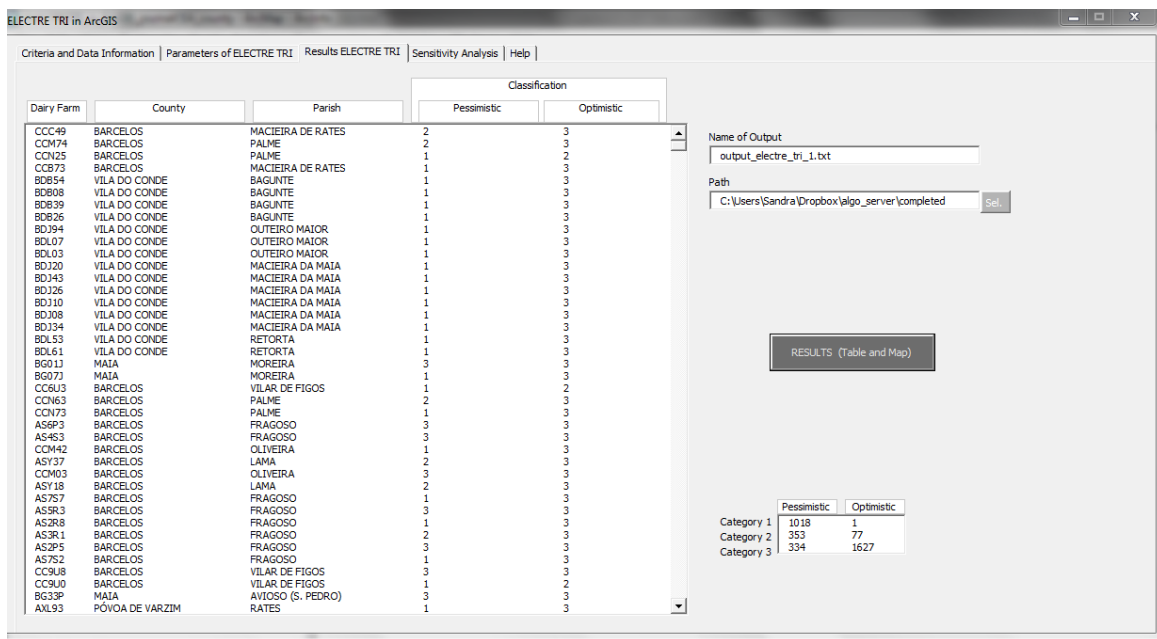 ELECTRE TRI in ArcGIS
Criteria and Data Information Parameters of ELECTRE TRI Results ELECTRE TRI Sensitivity Analysis Help
Classification
Dairy Farm County Parish Pessimistic Optimistic
CCC49 BARCELOS MACIEIRA DE RATES 2 3
CCM74 BARCELOS PALME 2 3
CCN25 BARCELOS PALME 1 2
CCB73 BARCELOS MACIEIRA DE RATES 1 3
BDB54 VILA DO CONDE BAGUNTE 1 3
BDB08 VILA DO CONDE BAGUNTE 1 3
BDB39 VILA DO CONDE BAGUNTE 1 3
BDB26 VILA DO CONDE BAGUNTE 1 3
BDJ94 VILA DO CONDE OUTEIRO MAIOR 1 3
BDL07 VILA DO CONDE OUTEIRO MAIOR 1 3
BDL03 VILA DO CONDE OUTEIRO MAIOR 1 3
BDJ20 VILA DO CONDE MACIEIRA DA MAIA 1 3
BDJ43 VILA DO CONDE MACIEIRA DA MAIA 1 3
BDJ26 VILA DO CONDE MACIEIRA DA MAIA 1 3
BDJ10 VILA DO CONDE MACIEIRA DA MAIA 1 3
BDJ08 VILA DO CONDE MACIEIRA DA MAIA 1 3
BDJ34 VILA DO CONDE MACIEIRA DA MAIA 1 3
BDL53 VILA DO CONDE RETORTA 1 3
BDL61 VILA DO CONDE RETORTA 1 3
BG01J MAIA MOREIRA 3 3
BG07J MAIA MOREIRA 1 3
CC6U3 BARCELOS VILAR DE FIGOS 1 2
CCN63 BARCELOS PALME 2 3
CCN73 BARCELOS PALME 1 3
AS6P3 BARCELOS FRAGOSO 3 3
AS4S3 BARCELOS FRAGOSO 3 3
CCM42 BARCELOS OLIVEIRA 1 3
ASY37 BARCELOS LAMA 2 3
CCM03 BARCELOS OLIVEIRA 3 3
ASY18 BARCELOS LAMA 2 3
AS7S7 BARCELOS FRAGOSO 1 3
AS5R3 BARCELOS FRAGOSO 3 3
AS2R8 BARCELOS FRAGOSO 1 3
AS3R1 BARCELOS FRAGOSO 2 3
AS2P5 BARCELOS FRAGOSO 3 3
AS7S2 BARCELOS FRAGOSO 1 3
CC9U8 BARCELOS VILAR DE FIGOS 3 3
CC9U0 BARCELOS VILAR DE FIGOS 1 2
BG33P MAIA AVIOSO (S. PEDRO) 3 3
AXL93 PÓVOA DE VARZIM RATES 1 3
Name of Output
output_electre_tri_1.txt
Path
C:\Users\Sandra\Dropbox\algo_server\completed Sel.
RESULTS (Table and Map)
Pessimistic Optimistic
Category 1 1018 1
Category 2 353 77
Category 3 334 1627